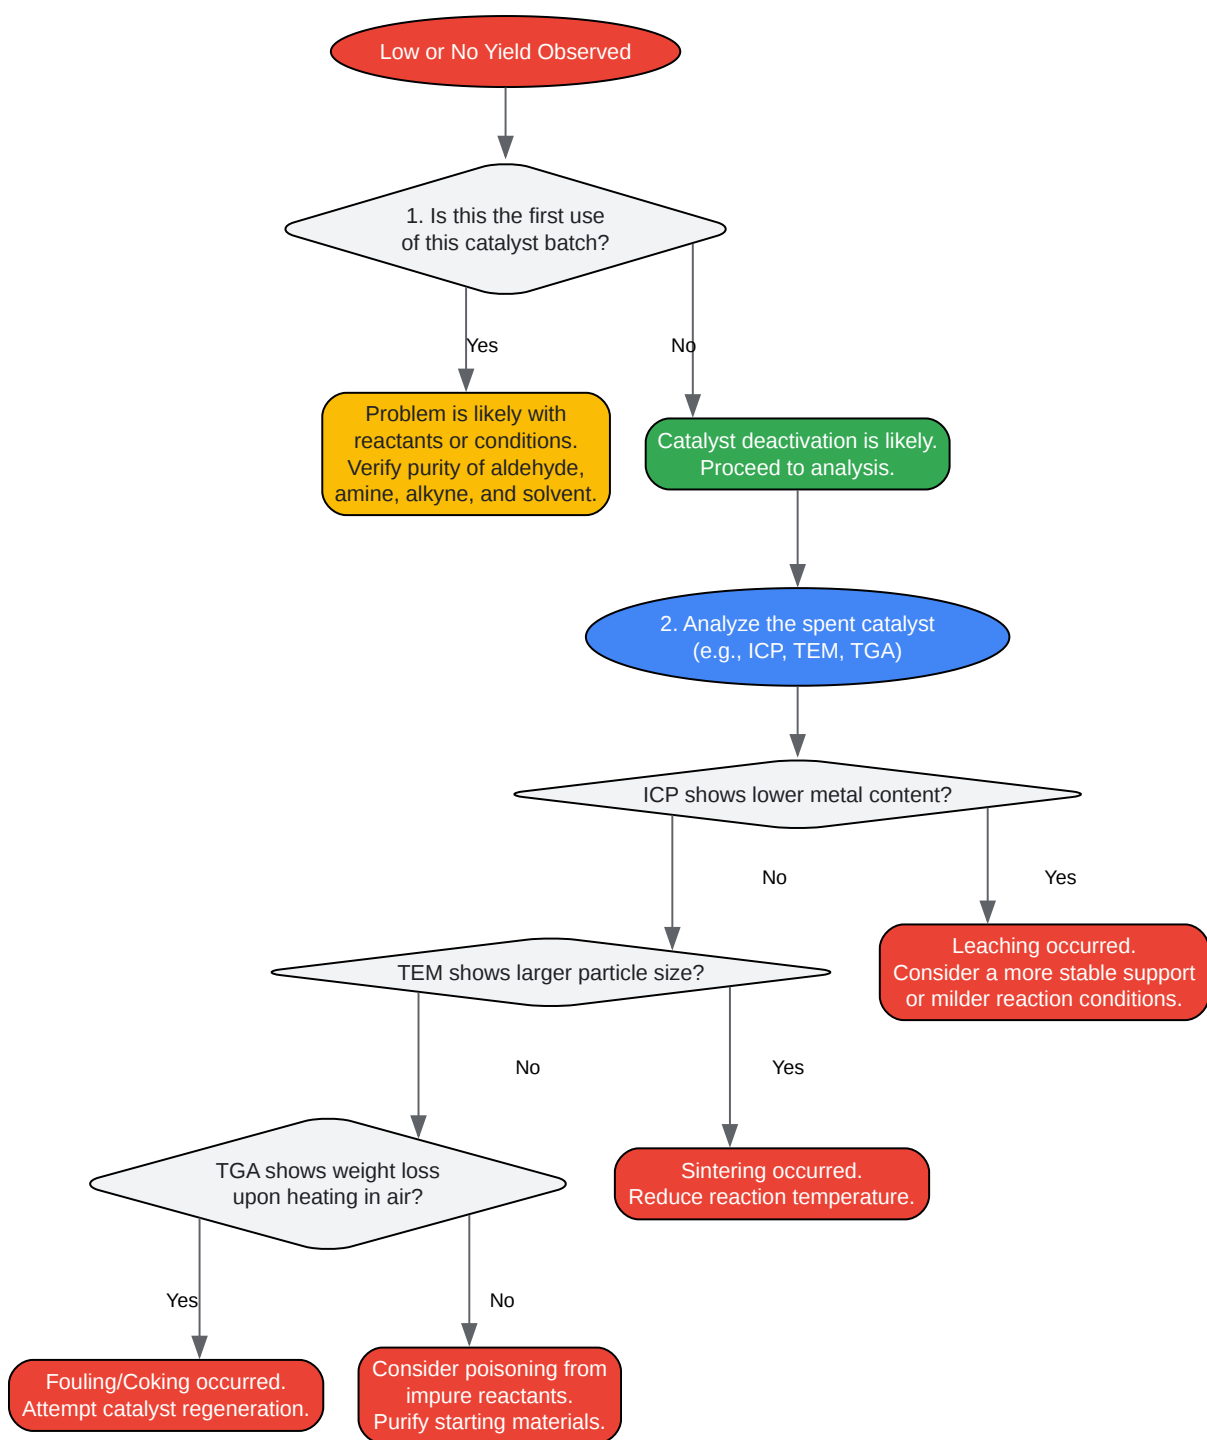 Low or No Yield Observed
1. Is this the first use
of this catalyst batch?
Yes
No
Problem is likely with
reactants or conditions.
Verify purity of aldehyde,
amine, alkyne, and solvent.
Catalyst deactivation is likely.
Proceed to analysis.
2. Analyze the spent catalyst
(e.g., ICP, TEM, TGA)
ICP shows lower metal content?
No
Yes
Leaching occurred.
Consider a more stable support
or milder reaction conditions.
TEM shows larger particle size?
No
Yes
Sintering occurred.
Reduce reaction temperature.
TGA shows weight loss
upon heating in air?
Yes
No
Fouling/Coking occurred.
Attempt catalyst regeneration.
Consider poisoning from
impure reactants.
Purify starting materials.